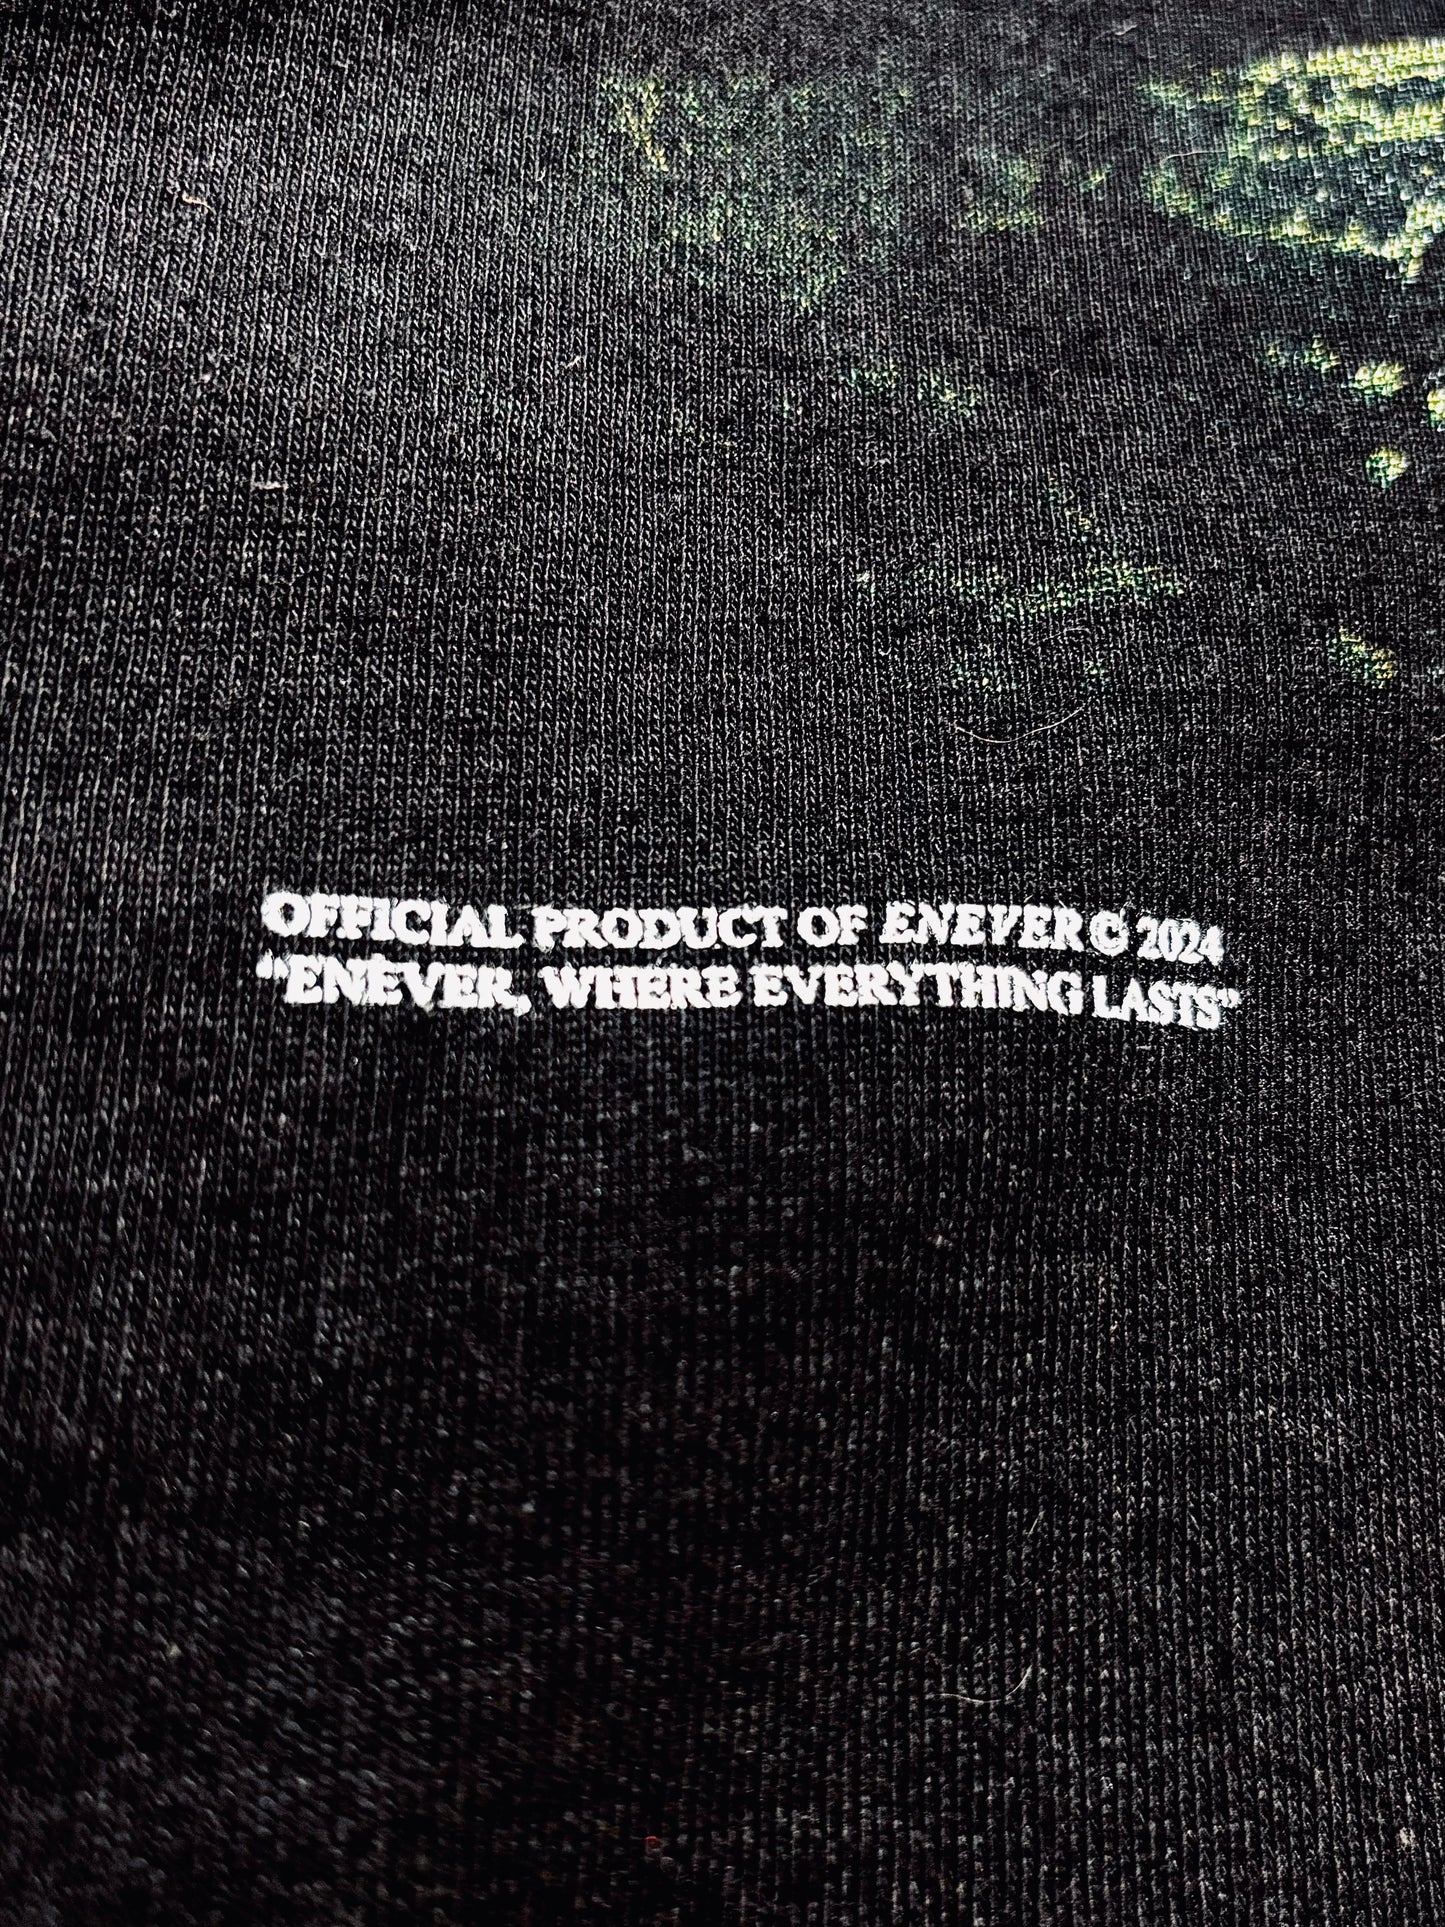 OFFICIAL PRODUCT OF ENEVER© 2024
“ENEVER, WHERE EVERYTHING LASTS”